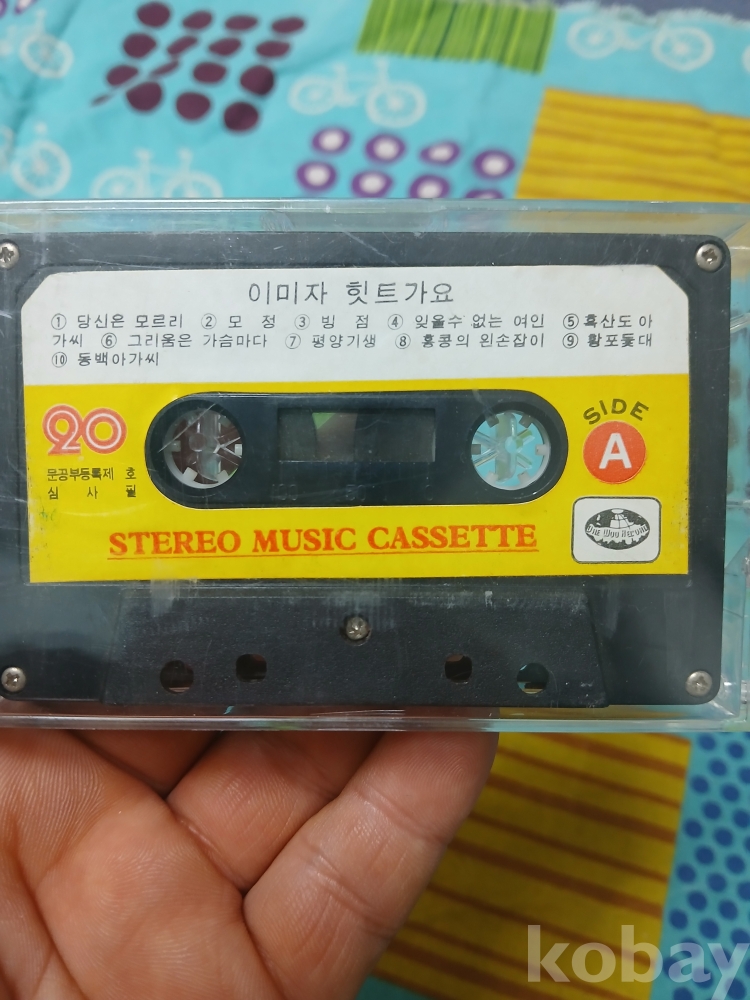 이미자 힛트가요
① 당신은 모르리 ② 모 정 ③ 빙 점 ④ 잊을수 없는 여인 ⑤ 흑산도 아
가씨 ⑥ 그리움은 가슴마다 ⑦ 평양기생 ⑧ 홍콩의 왼손잡이 ⑨ 황포돛대
⑩ 동백아가씨
20
문공부등록제 호
심 사 필
SIDE
A
STEREO MUSIC CASSETTE
kobay